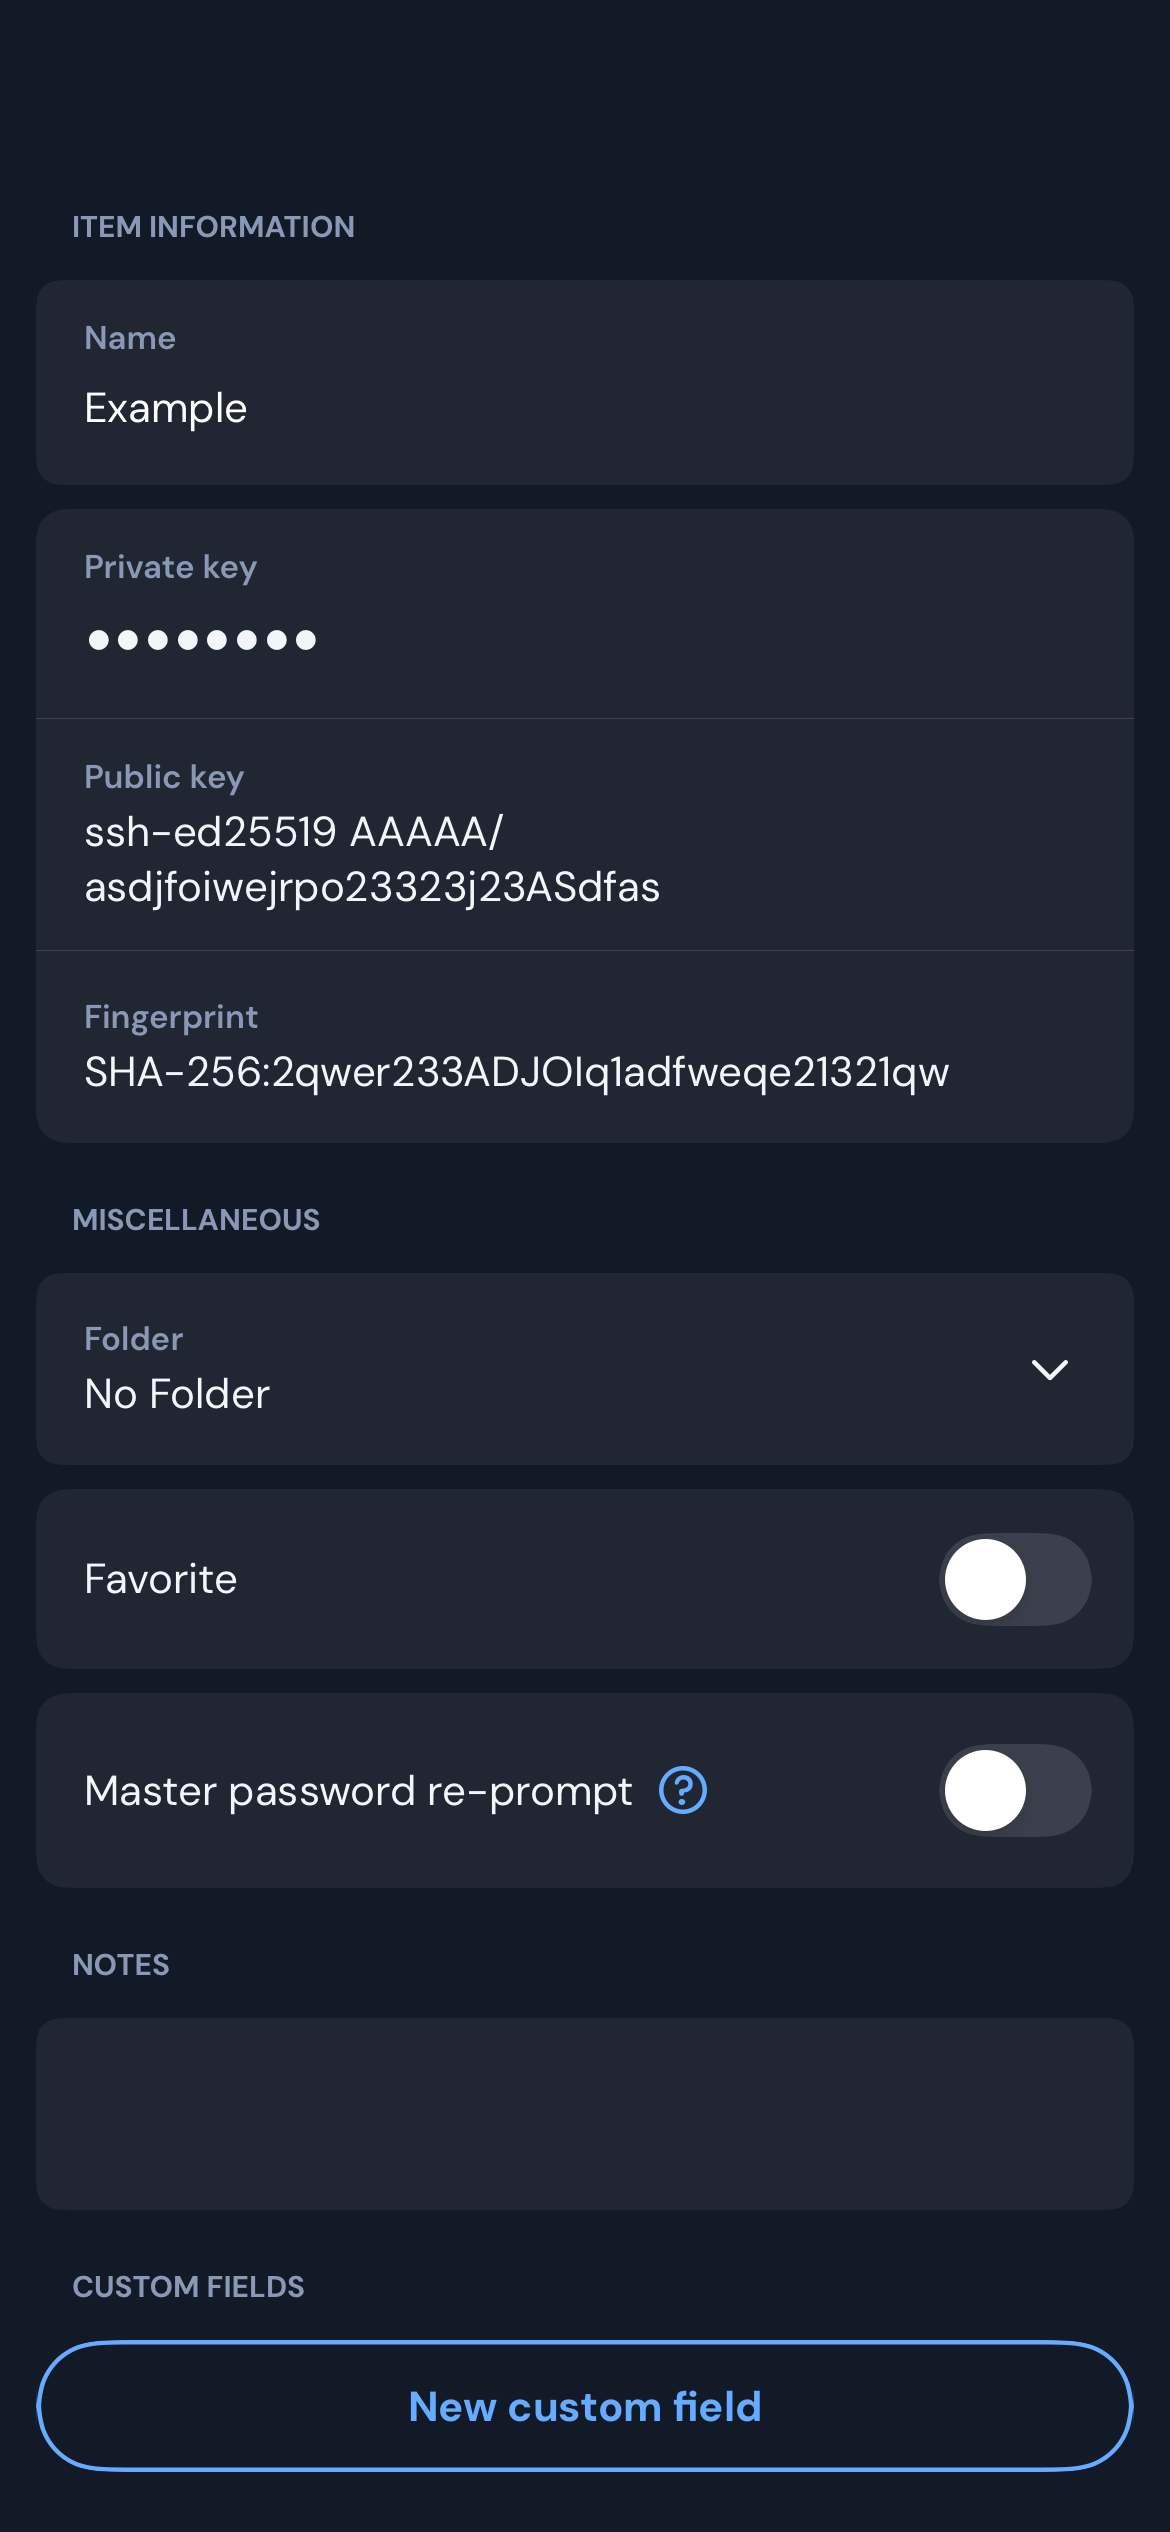 ITEM INFORMATION
Name
Example
Private key
●●●●●●●●
Public key
ssh-ed25519 AAAAA/
asdjfoiwejrpo23323j23ASdfas
Fingerprint
SHA-256:2qwer233ADJOIq1adfweqe21321qw
MISCELLANEOUS
Folder
No Folder
Favorite
Master password re-prompt ?
NOTES
CUSTOM FIELDS
New custom field